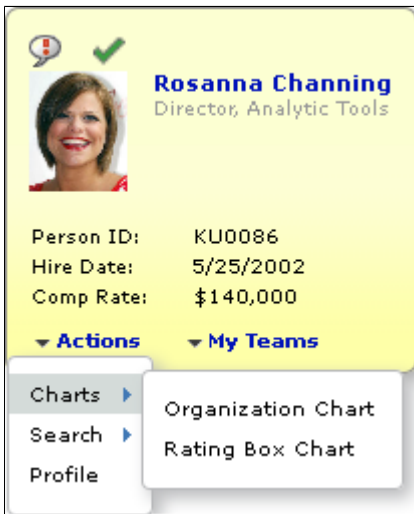 Rosanna Channing
Director, Analytic Tools
Person ID: KU0086
Hire Date: 5/25/2002
Comp Rate: $140,000
Actions My Teams
Charts
Search
Profile
Organization Chart
Rating Box Chart